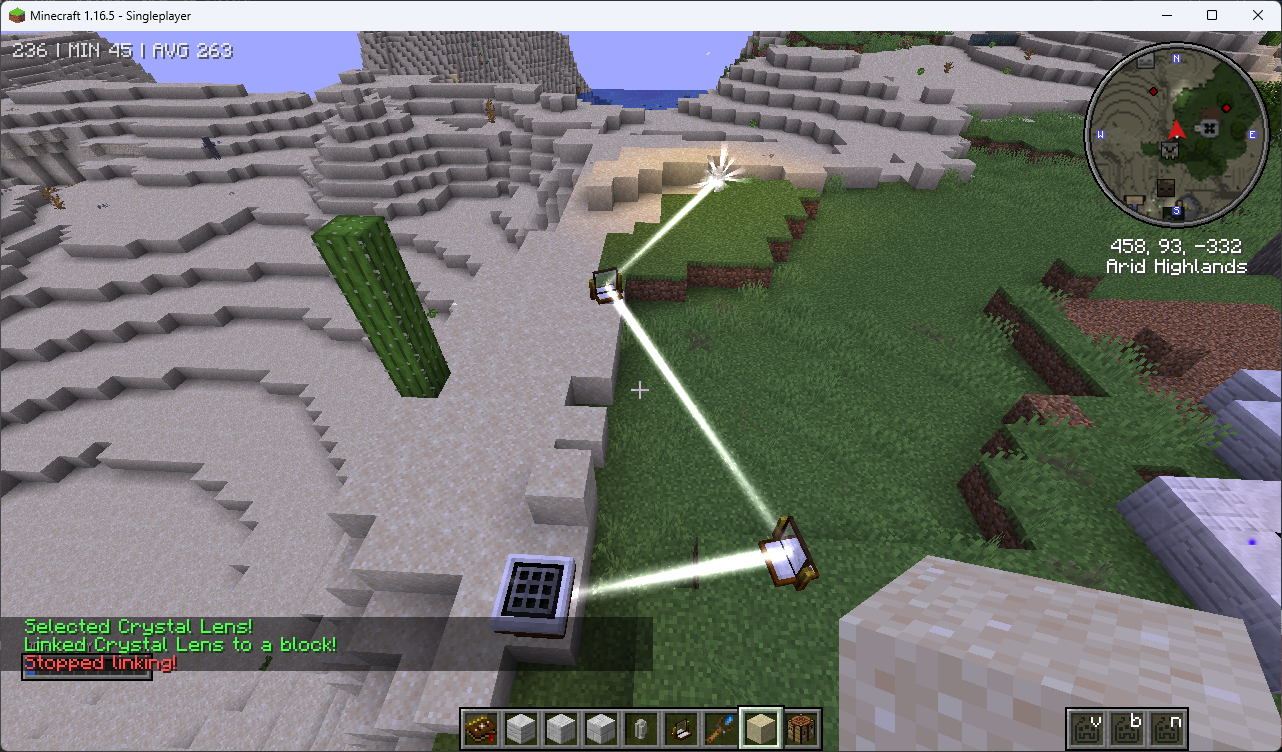 Minecraft 1.16.5 - Singleplayer
236 | MIN 45 | AVG 263
N
W
E
S
458, 93, -332
Arid Highlands
Selected Crystal Lens!
Linked Crystal Lens to a block!
Stopped linking!
v b n